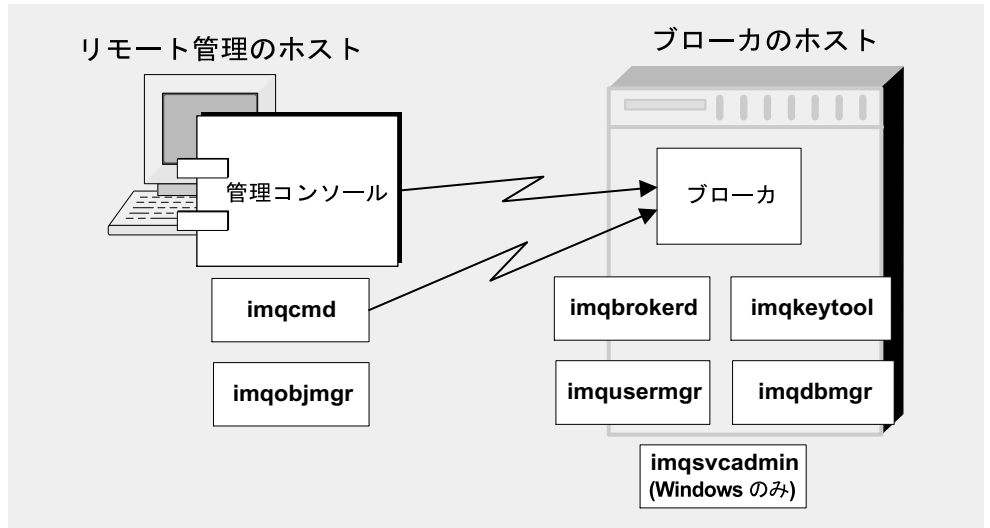 リモート管理のホスト
ブローカのホスト
管理コンソール
ブローカ
imqcmd
imqobjmgr
imqbrokerd
imqkeytool
imqusermgr
imqdbmgr
imqsvcadmin
(Windows のみ)